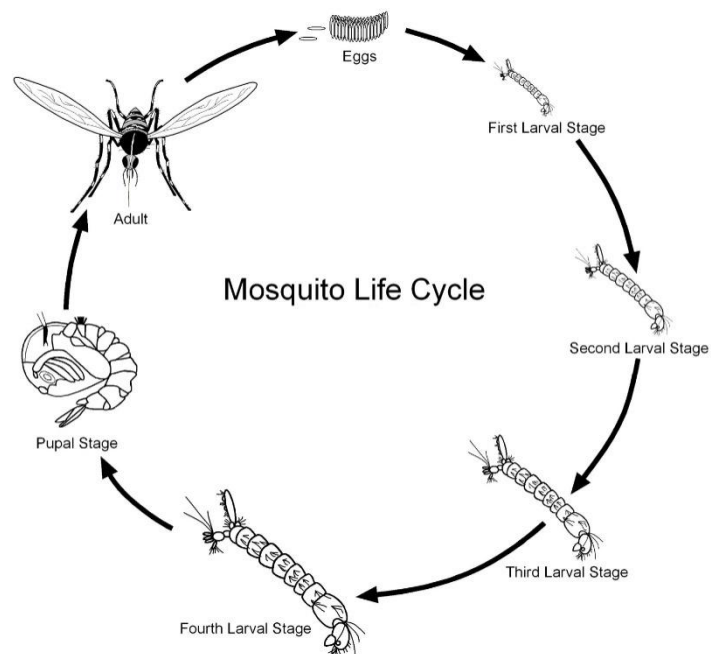 Eggs
First Larval Stage
Adult
Mosquito Life Cycle
Second Larval Stage
Pupal Stage
Third Larval Stage
Fourth Larval Stage